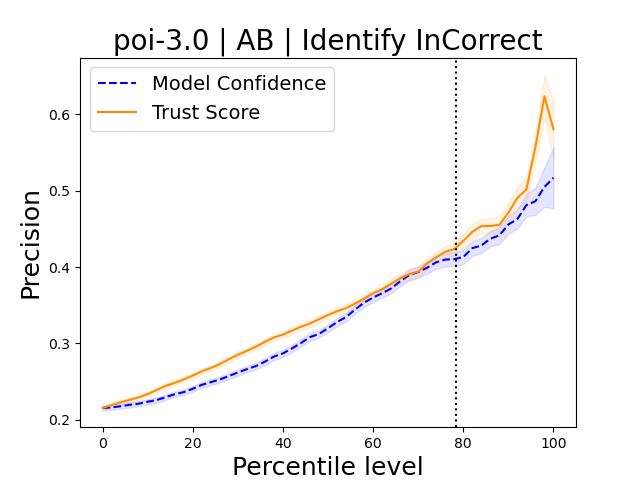 poi-3.0 | AB | Identify InCorrect
Model Confidence
Trust Score
Precision
0.6
0.5
0.4
0.3
0.2
0 20 40 60 80 100
Percentile level